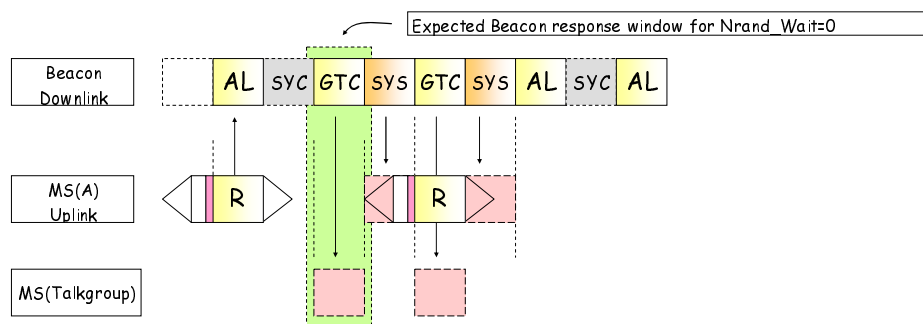 Expected Beacon response window for Nrand_Wait=0
Beacon
Downlink
AL SYC GTC SYS GTC SYS AL SYC AL
MS(A)
Uplink
R R
MS(Talkgroup)